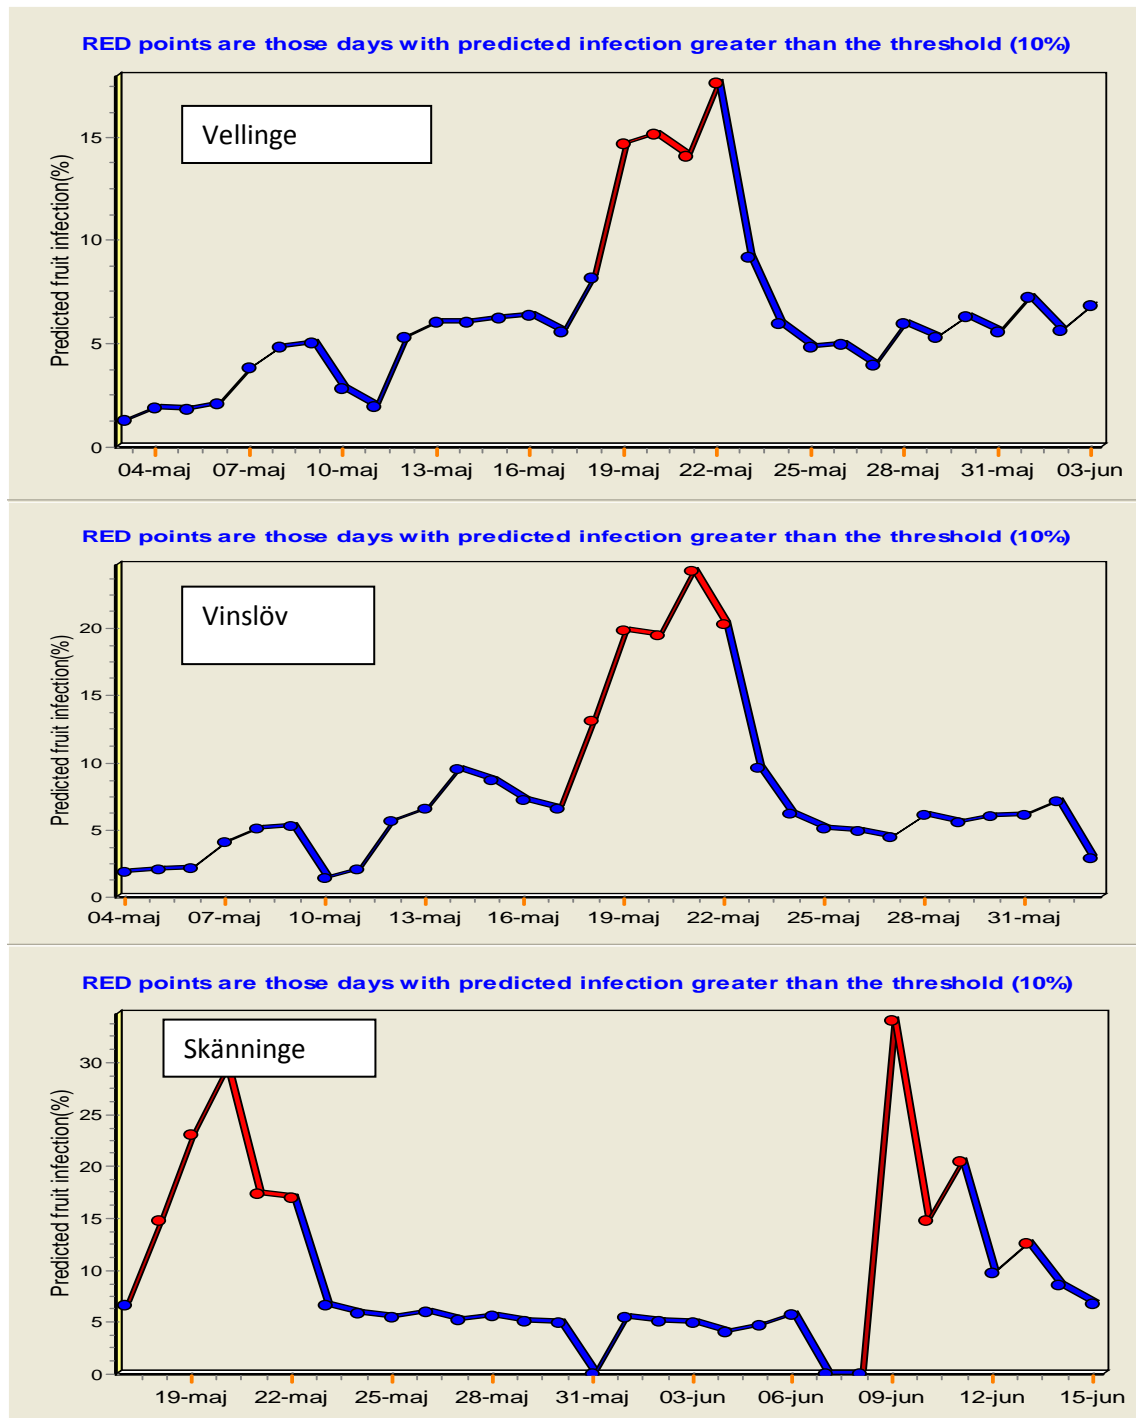 RED points are those days with predicted infection greater than the threshold (10%)
Vellinge
Predicted fruit infection(%)
15
10
5
0
04-maj 07-maj 10-maj 13-maj 16-maj 19-maj 22-maj 25-maj 28-maj 31-maj 03-jun
RED points are those days with predicted infection greater than the threshold (10%)
Vinslöv
Predicted fruit infection(%)
20
15
10
5
0
04-maj 07-maj 10-maj 13-maj 16-maj 19-maj 22-maj 25-maj 28-maj 31-maj
RED points are those days with predicted infection greater than the threshold (10%)
Skänninge
Predicted fruit infection(%)
30
25
20
15
10
5
0
19-maj 22-maj 25-maj 28-maj 31-maj 03-jun 06-jun 09-jun 12-jun 15-jun